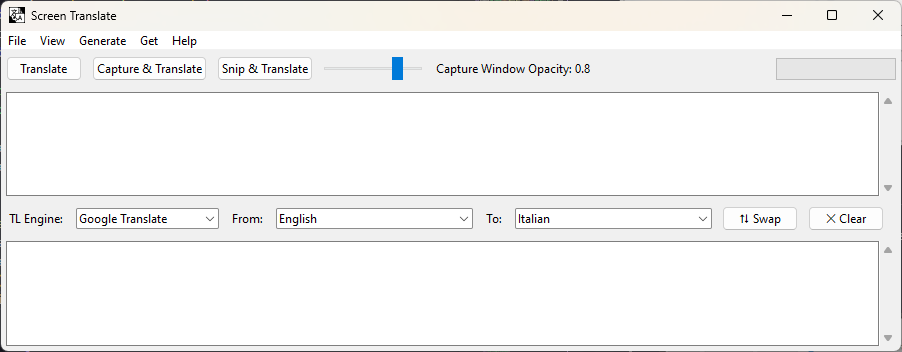 Screen Translate
File View Generate Get Help
Translate Capture & Translate Snip & Translate Capture Window Opacity: 0.8
TL Engine: Google Translate From: English To: Italian Swap Clear